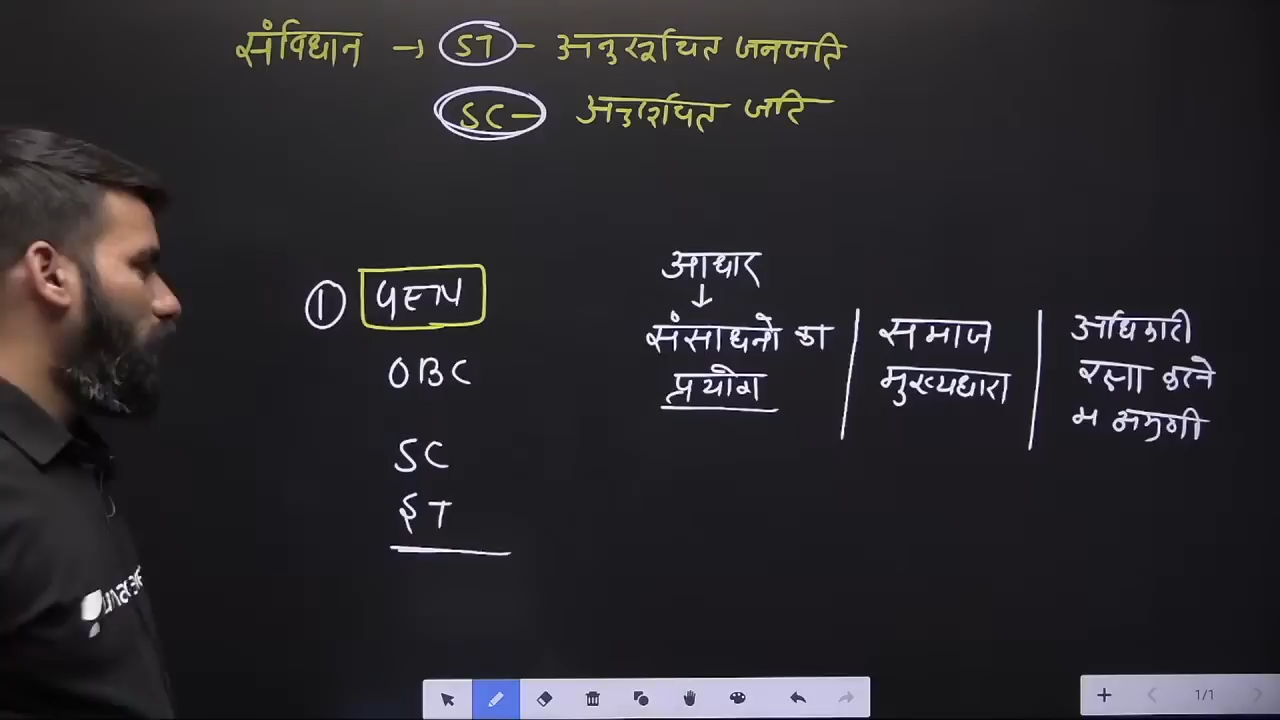 संविधान → ST - अनुसूचित जनजाति
SC - अनुसूचित जाति
① GEN
OBC
SC
ST
आधार
↓
संसाधनो का
प्रयोग
समाज
मुख्यधारा
अधिकारी
रक्षा करने
म
1/1